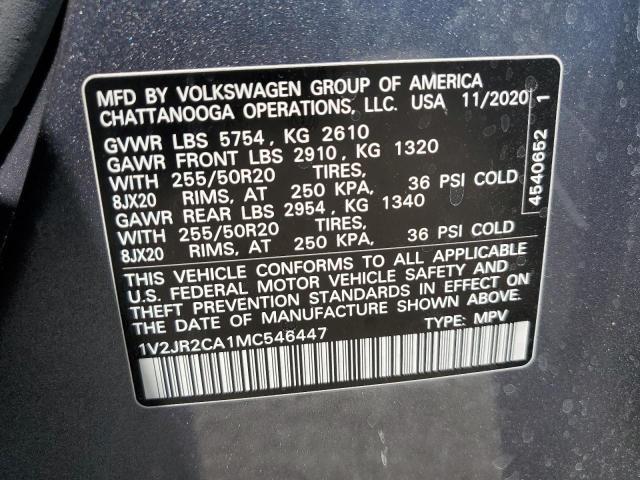 MFD BY VOLKSWAGEN GROUP OF AMERICA
CHATTANOOGA OPERATIONS, LLC. USA 11/2020
GVWR LBS 5754, KG 2610
GAWR FRONT LBS 2910, KG 1320
WITH 255/50R20 TIRES,
8JX20 RIMS, AT 250 KPA, 36 PSI COLD
GAWR REAR LBS 2954, KG 1340
WITH 255/50R20 TIRES,
8JX20 RIMS, AT 250 KPA, 36 PSI COLD
THIS VEHICLE CONFORMS TO ALL APPLICABLE
U.S. FEDERAL MOTOR VEHICLE SAFETY AND
THEFT PREVENTION STANDARDS IN EFFECT ON
THE DATE OF MANUFACTURE SHOWN ABOVE.
1V2JR2CA1MC546447 TYPE: MPV
4540652 1